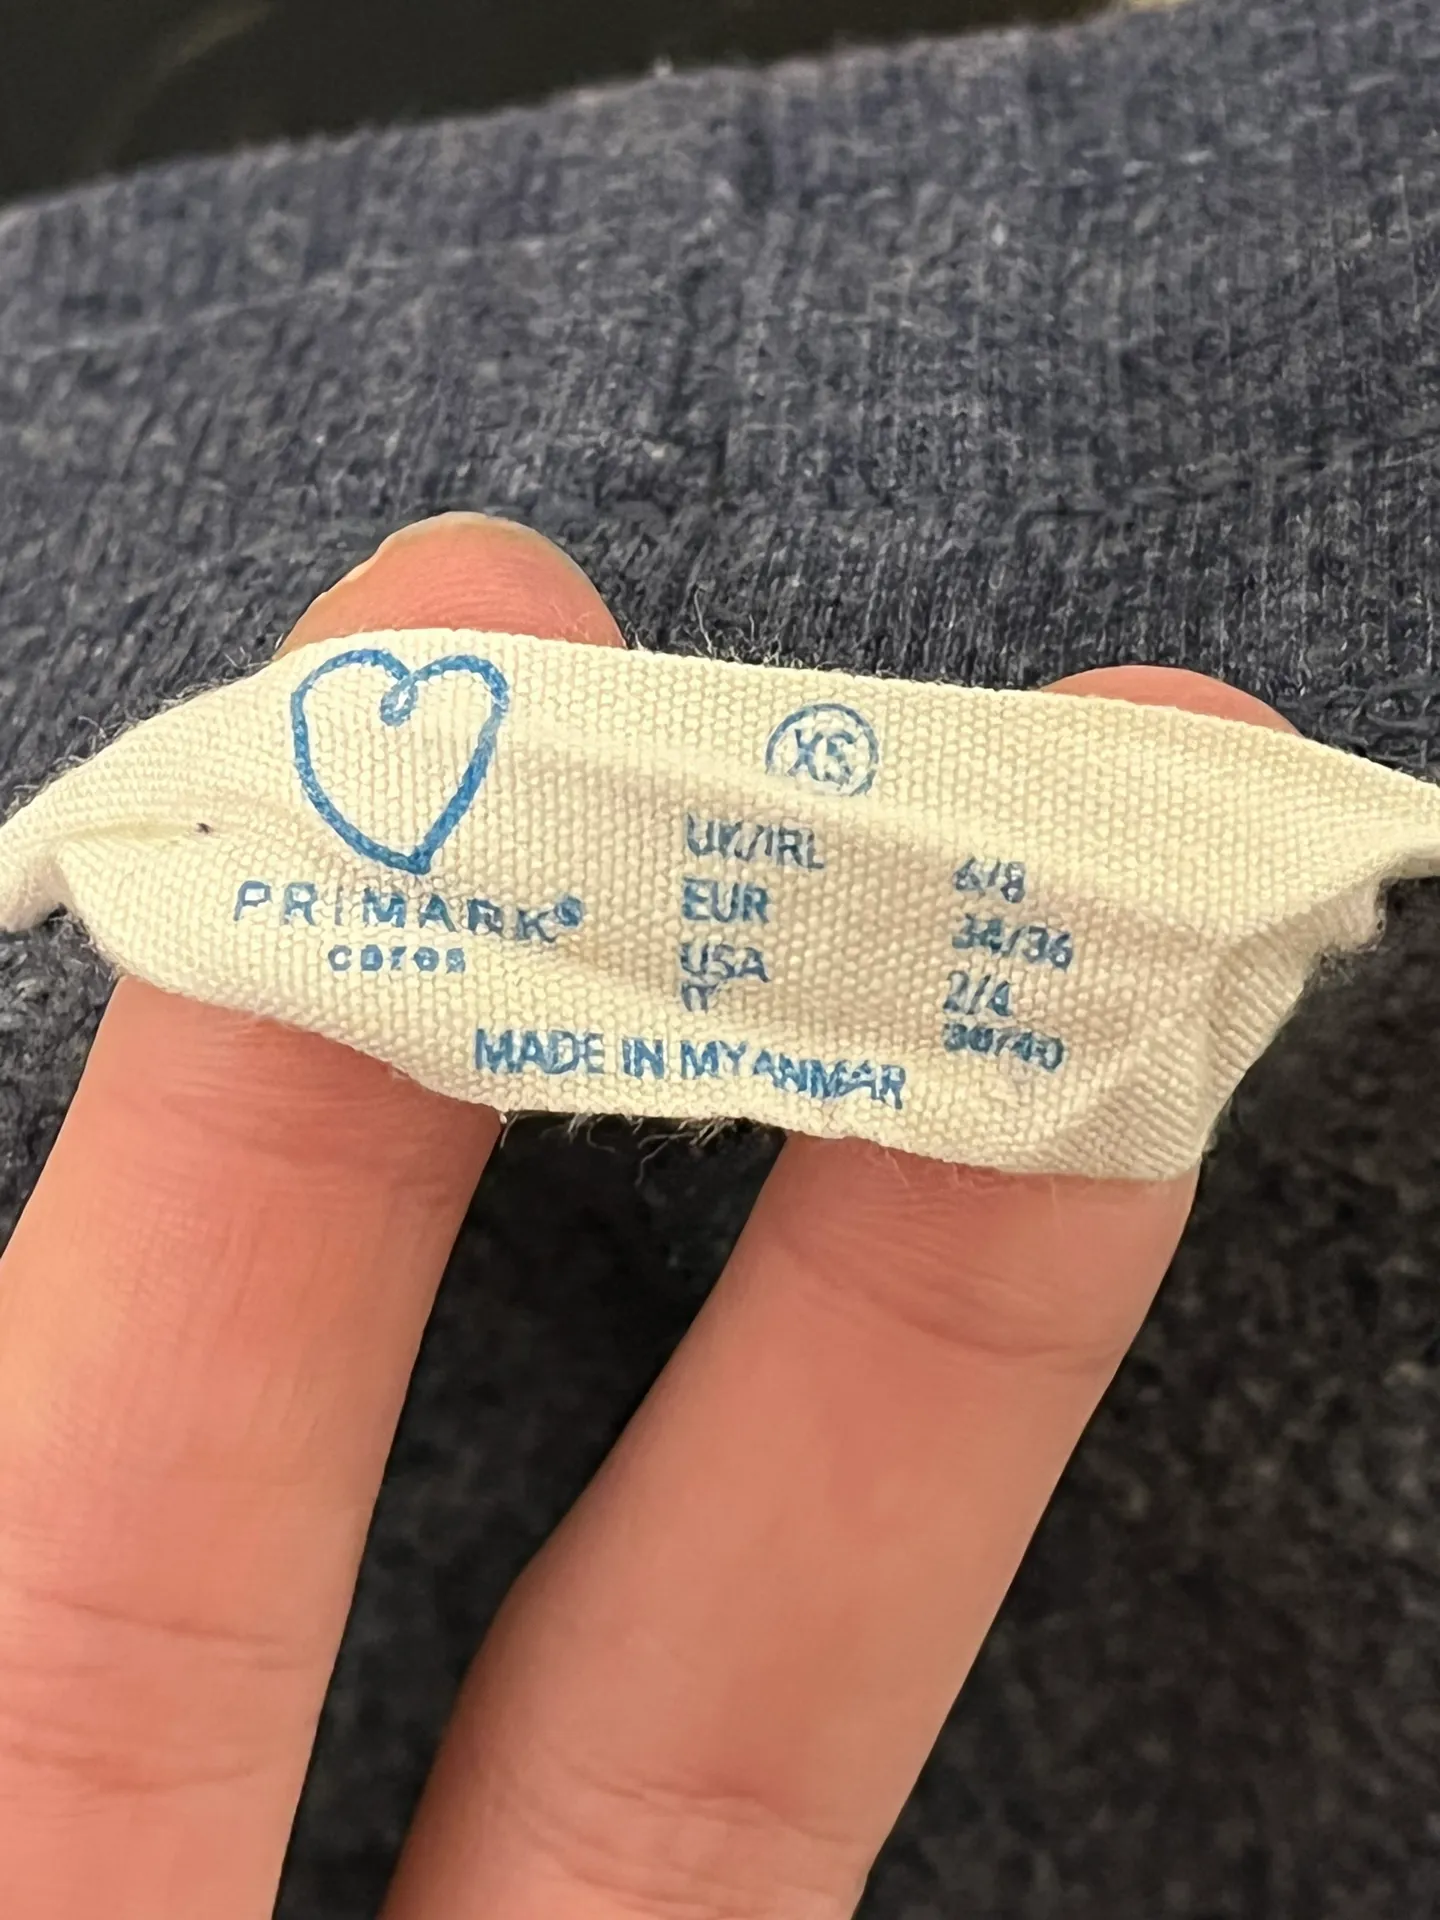 XS
PRIMARK®
cares
UK/IRL 6/8
EUR 34/36
USA 2/4
IT 38/40
MADE IN MYANMAR